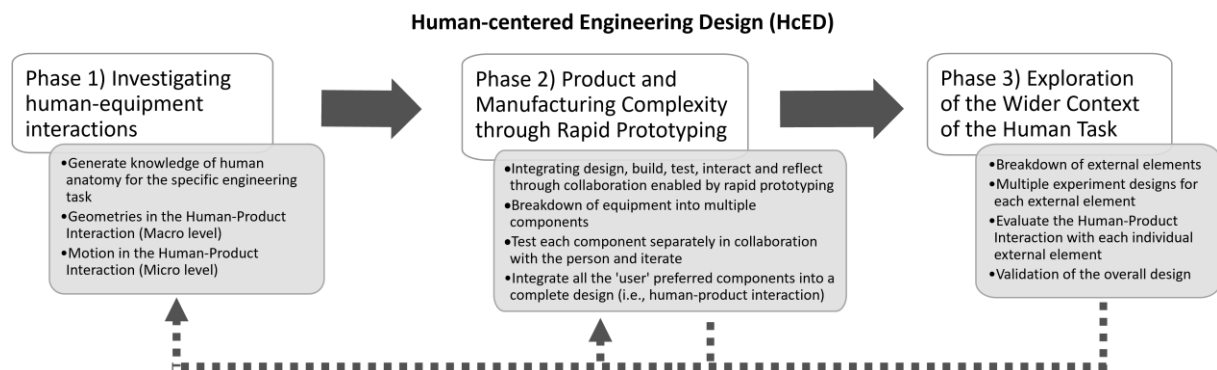 Human-centered Engineering Design (HcED)
Phase 1) Investigating
human-equipment
interactions
•Generate knowledge of human
anatomy for the specific engineering
task
•Geometries in the Human-Product
Interaction (Macro level)
•Motion in the Human-Product
Interaction (Micro level)
Phase 2) Product and
Manufacturing Complexity
through Rapid Prototyping
•Integrating design, build, test, interact and reflect
through collaboration enabled by rapid prototyping
•Breakdown of equipment into multiple
components
•Test each component separately in collaboration
with the person and iterate
•Integrate all the 'user' preferred components into a
complete design (i.e., human-product interaction)
Phase 3) Exploration
of the Wider Context
of the Human Task
•Breakdown of external elements
•Multiple experiment designs for
each external element
•Evaluate the Human-Product
Interaction with each individual
external element
•Validation of the overall design